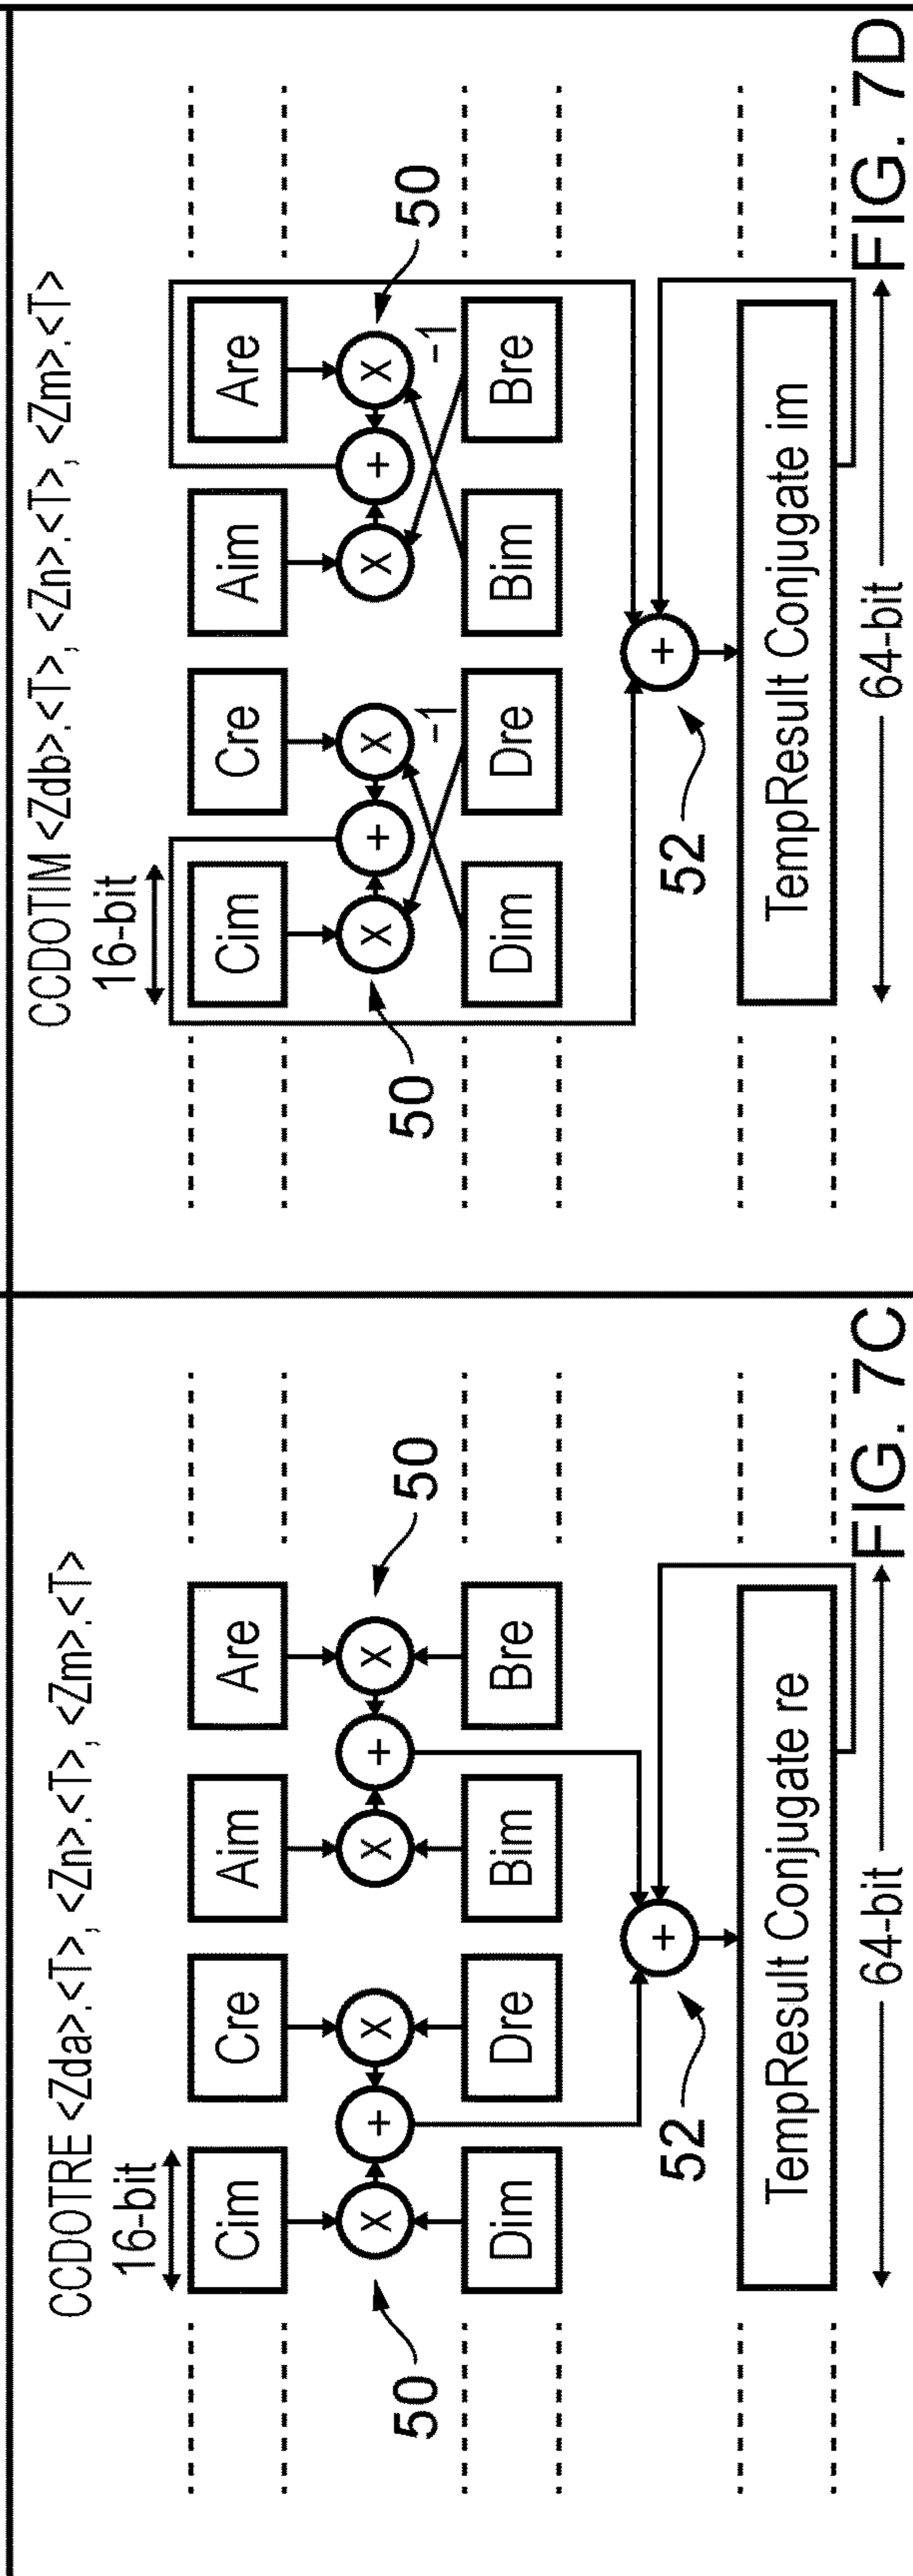 CCDOTRE <Zda>.<T>, <Zn>.<T>, <Zm>.<T>
16-bit
Cim Cre Aim Are
50 X + X X + X 50
Dim Dre Bim Bre
52 +
TempResult Conjugate re
64-bit
FIG. 7C
CCDOTIM <Zdb>.<T>, <Zn>.<T>, <Zm>.<T>
16-bit
Cim Cre Aim Are
50 X + X X + X 50
-1 -1
Dim Dre Bim Bre
52 +
TempResult Conjugate im
64-bit
FIG. 7D